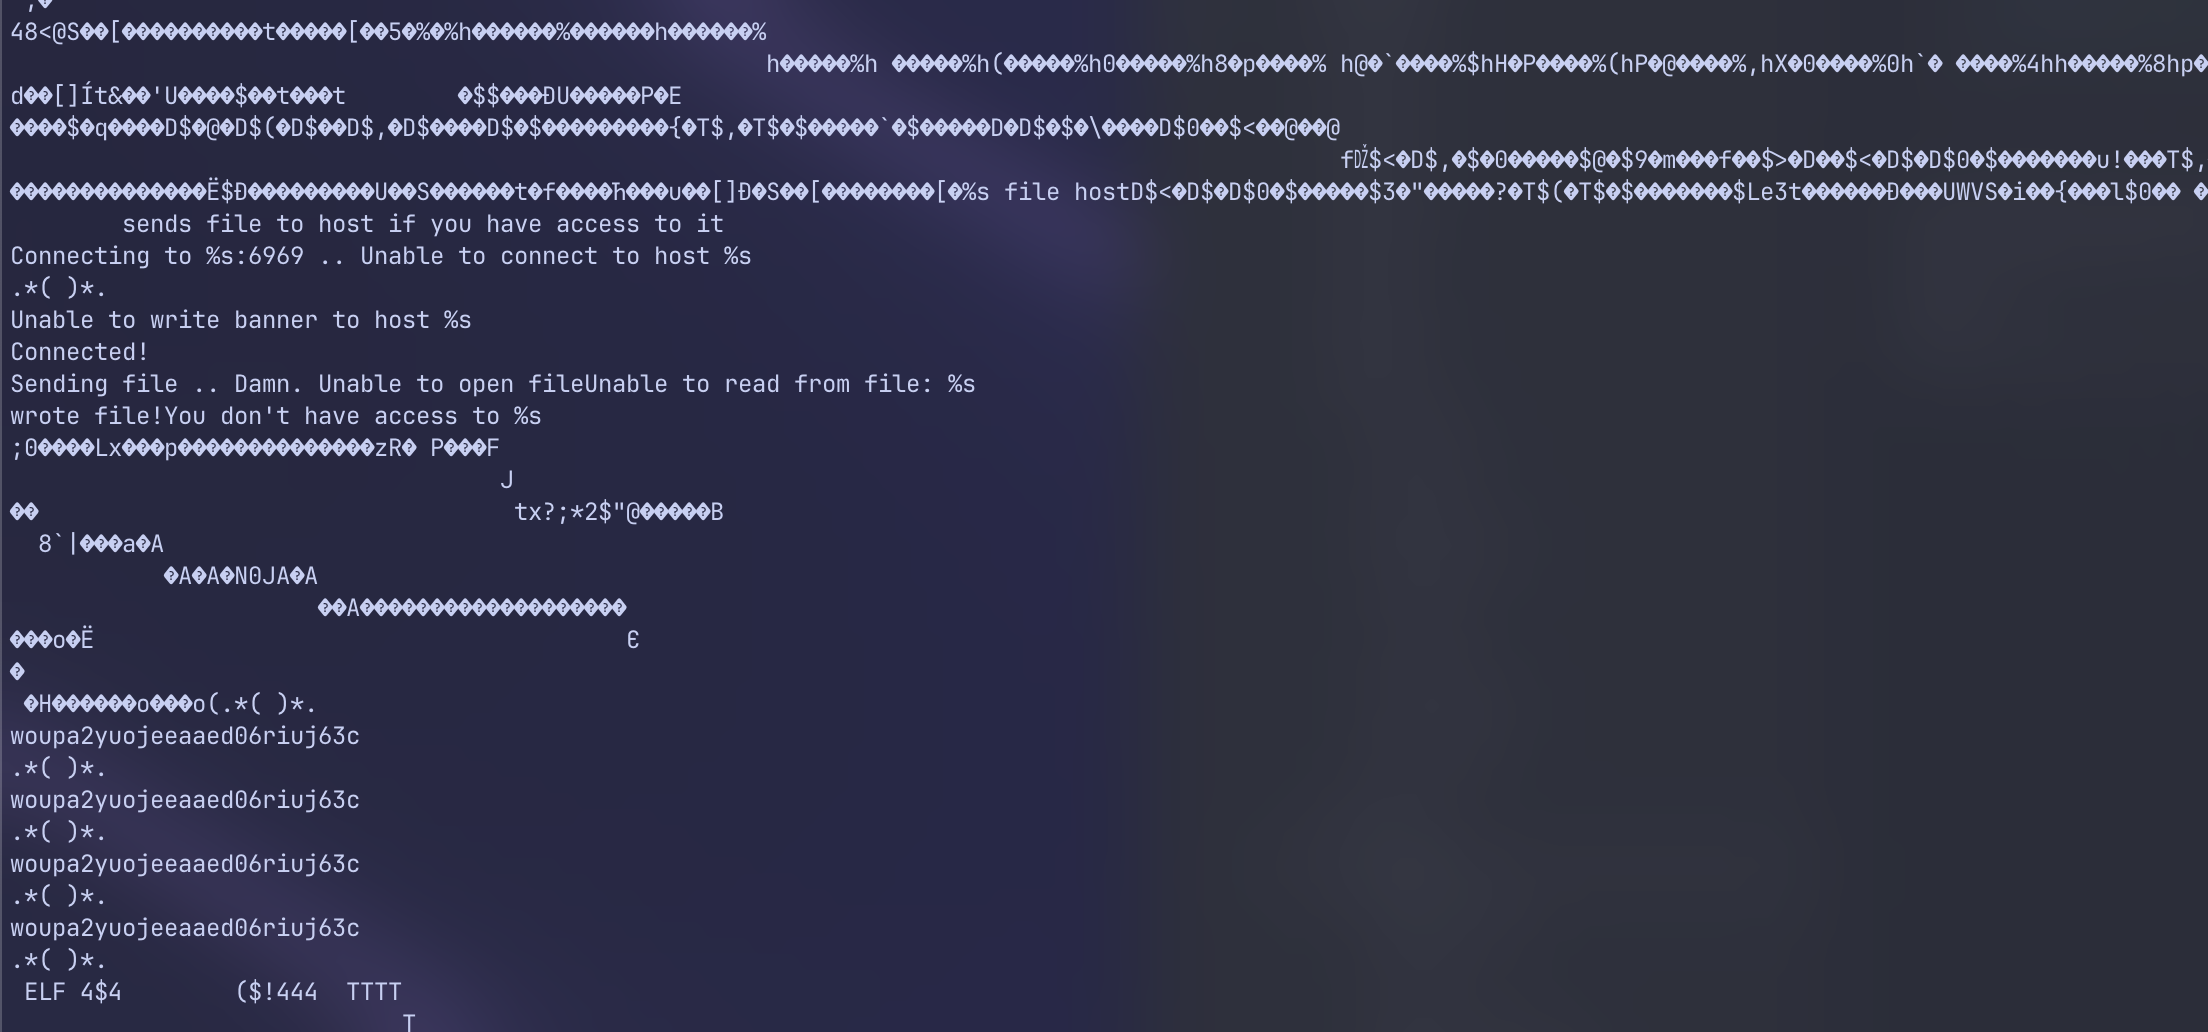 48<@S��[����������t�����[��5�%�%h������%������h������%
h�����%h �����%h(�����%h0�����%h8�p����% h@�`����%$hH�P����%(hP�@����%,hX�0����%0h`� ����%4hh�����%8hp�
d��[]Ít&��'U����$��t���t �$$���ĐU�����P�E
����$�q����D$�@�D$(�D$��D$,�D$����D$�$���������{�T$,�T$�$�����`�$�����D�D$�$�\����D$0��$<��@��@
$<�D$,�$�0�����$@�$9�m���f��$>�D��$<�D$�D$0�$�������u!���T$,
%s file hostD$<�D$�D$0�$�����$3�"�����?�T$(�T$�$�������$Le3t������Đ���UWVS�i��{���l$0�� �
sends file to host if you have access to it
Connecting to %s:6969 .. Unable to connect to host %s
.*( )*.
Unable to write banner to host %s
Connected!
Sending file .. Damn. Unable to open fileUnable to read from file: %s
wrote file!You don't have access to %s
;0����Lx���p��������������zR� P���F
J
�� tx?;*2$"@�����B
8`|���a�A
�A�A�N0JA�A
��A�������������������
���o�Ë Є
�
�H������o���o(.*( )*.
woupa2yuojeeaaed06riuj63c
.*( )*.
woupa2yuojeeaaed06riuj63c
.*( )*.
woupa2yuojeeaaed06riuj63c
.*( )*.
woupa2yuojeeaaed06riuj63c
.*( )*.
ELF 4$4 ($!444 TTTT
T